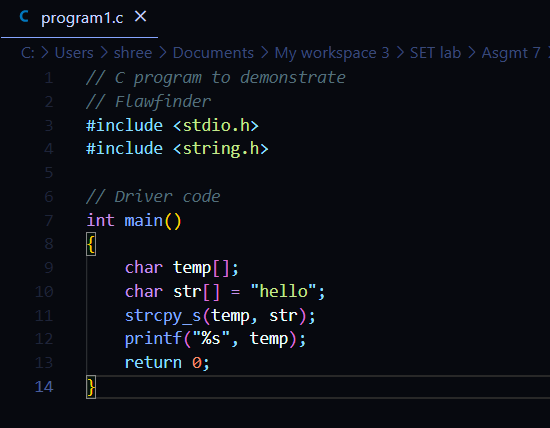 program1.c
C: > Users > shree > Documents > My workspace 3 > SET lab > Asgmt 7 >
1 // C program to demonstrate
2 // Flawfinder
3 #include <stdio.h>
4 #include <string.h>
5
6 // Driver code
7 int main()
8 {
9     char temp[];
10     char str[] = "hello";
11     strcpy_s(temp, str);
12     printf("%s", temp);
13     return 0;
14 }